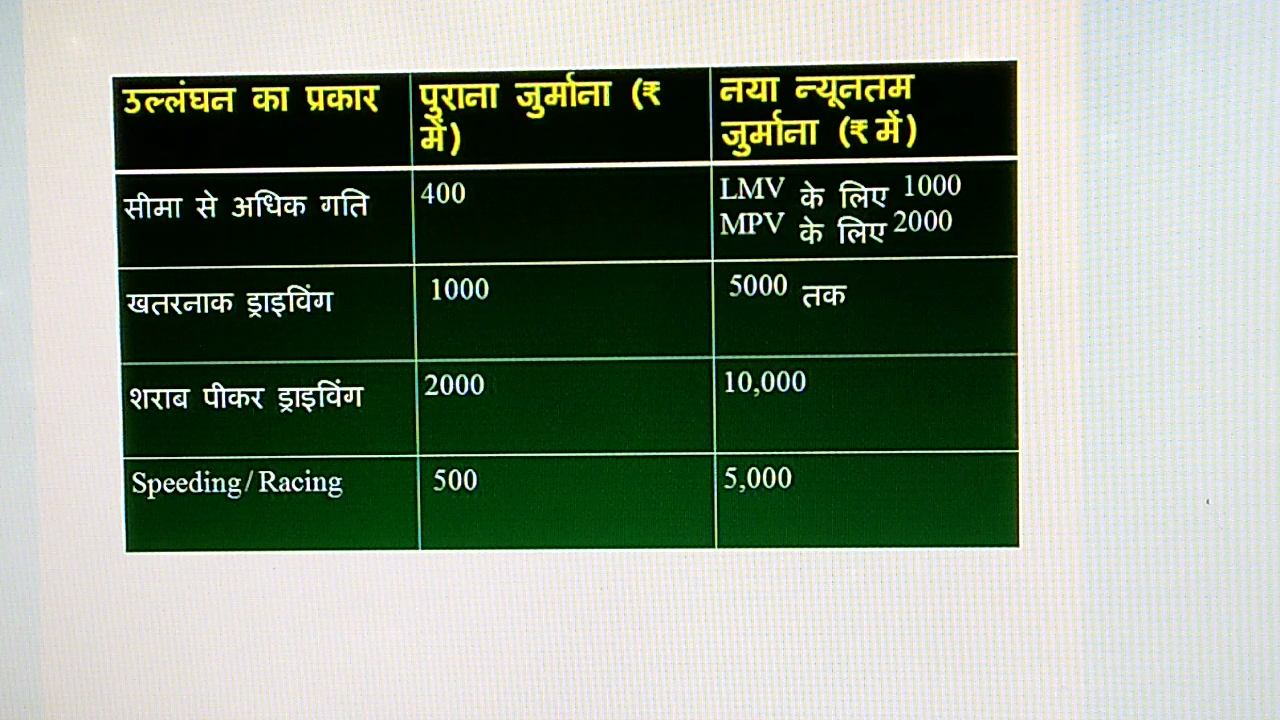 उल्लंघन का प्रकार
पुराना जुर्माना (₹
में)
नया न्यूनतम
जुर्माना (₹ में)
सीमा से अधिक गति
400
LMV के लिए 1000
MPV के लिए 2000
खतरनाक ड्राइविंग
1000
5000 तक
शराब पीकर ड्राइविंग
2000
10,000
Speeding/ Racing
500
5,000